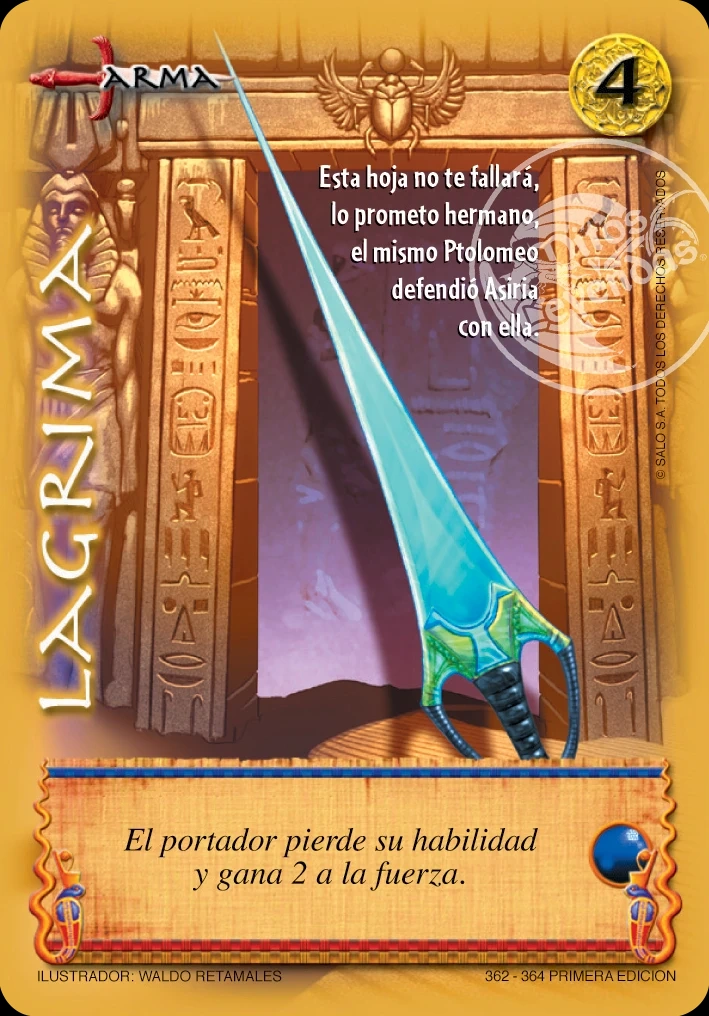 ARMA
4
LAGRIMA
Esta hoja no te fallará,
lo prometo hermano,
el mismo Ptolomeo
defendió Asiria
con ella.
Mitos
y Leyendas®
© SALO S.A. TODOS LOS DERECHOS RESERVADOS
El portador pierde su habilidad
y gana 2 a la fuerza.
ILUSTRADOR: WALDO RETAMALES
362 - 364 PRIMERA EDICION